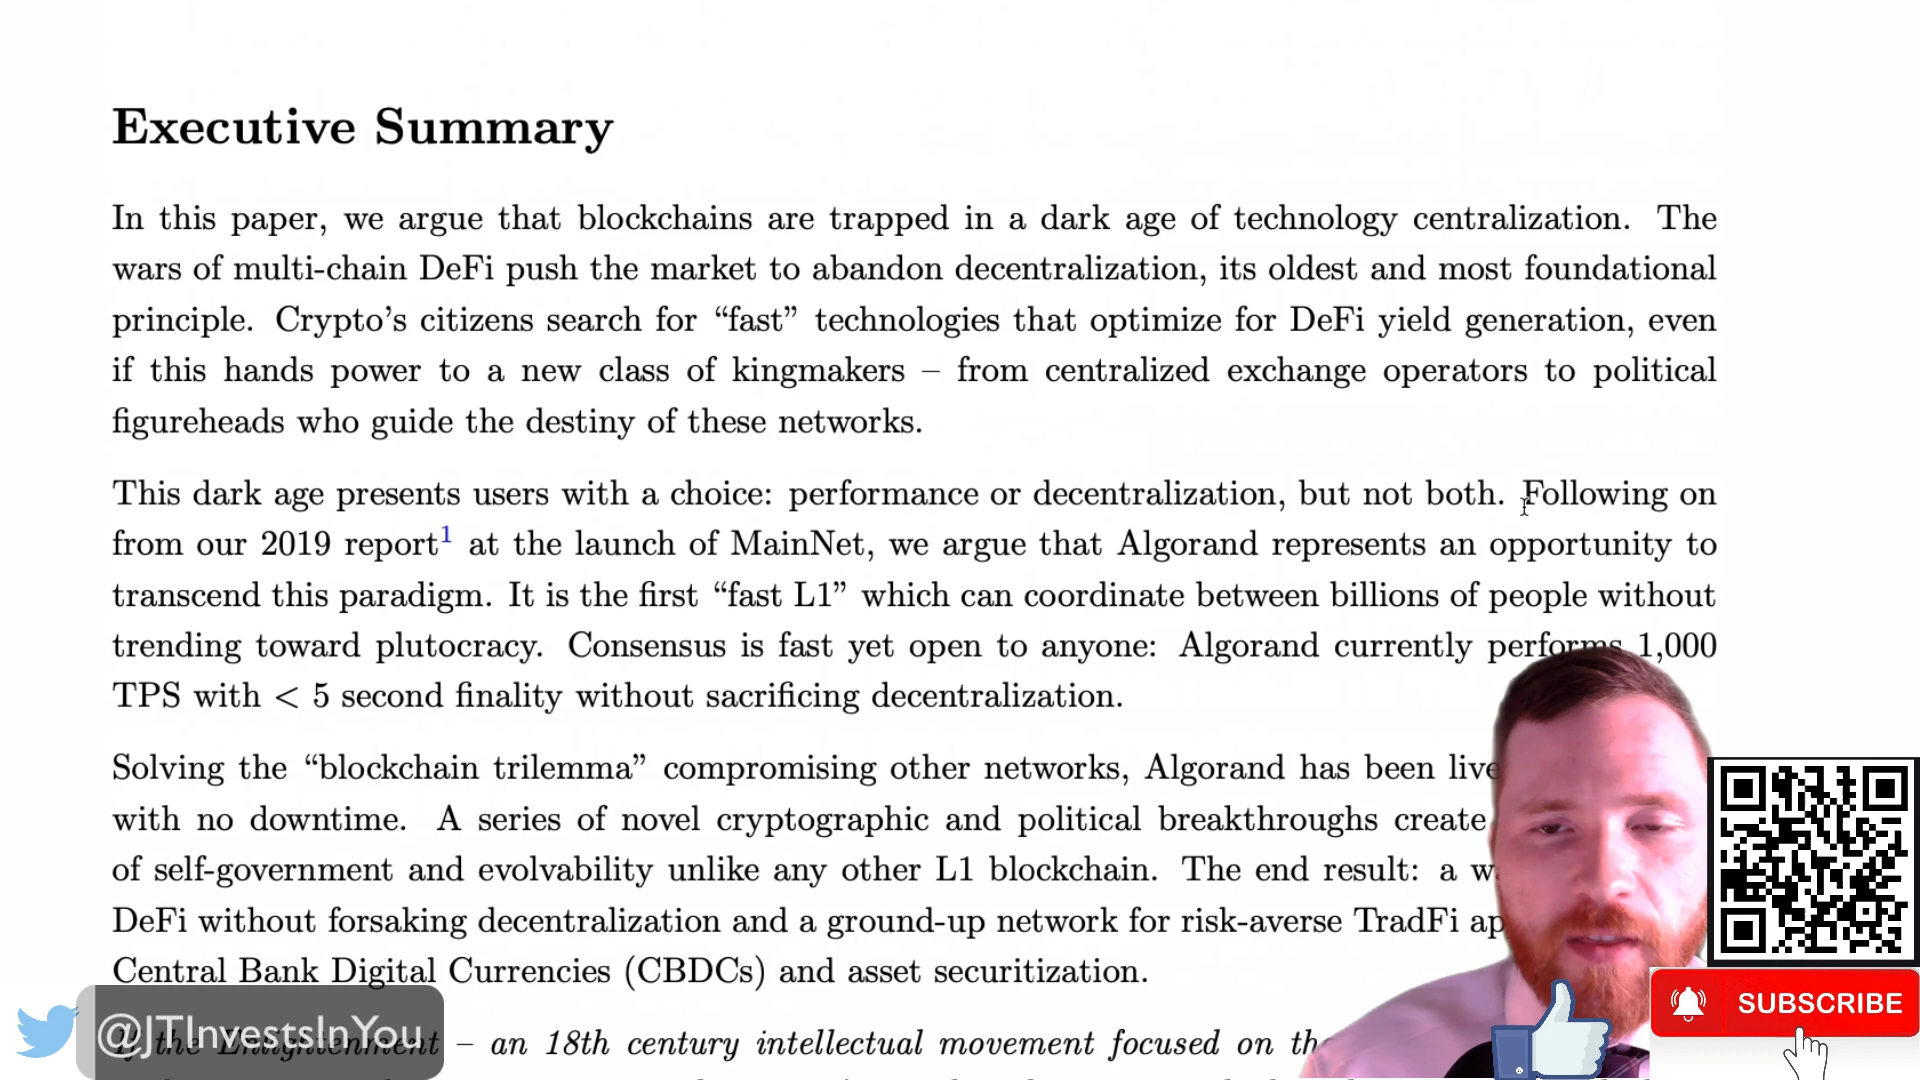 Executive Summary
In this paper, we argue that blockchains are trapped in a dark age of technology centralization. The
wars of multi-chain DeFi push the market to abandon decentralization, its oldest and most foundational
principle. Crypto’s citizens search for “fast” technologies that optimize for DeFi yield generation, even
if this hands power to a new class of kingmakers – from centralized exchange operators to political
figureheads who guide the destiny of these networks.
This dark age presents users with a choice: performance or decentralization, but not both. Following on
from our 2019 report1 at the launch of MainNet, we argue that Algorand represents an opportunity to
transcend this paradigm. It is the first “fast L1” which can coordinate between billions of people without
trending toward plutocracy. Consensus is fast yet open to anyone: Algorand currently performs 1,000
TPS with < 5 second finality without sacrificing decentralization.
Solving the “blockchain trilemma” compromising other networks, Algorand has been live
with no downtime. A series of novel cryptographic and political breakthroughs create
of self-government and evolvability unlike any other L1 blockchain. The end result: a
DeFi without forsaking decentralization and a ground-up network for risk-averse TradFi
Central Bank Digital Currencies (CBDCs) and asset securitization.
SUBSCRIBE
@JTInvestsInYou
If the Enlightenment – an 18th century intellectual movement focused on